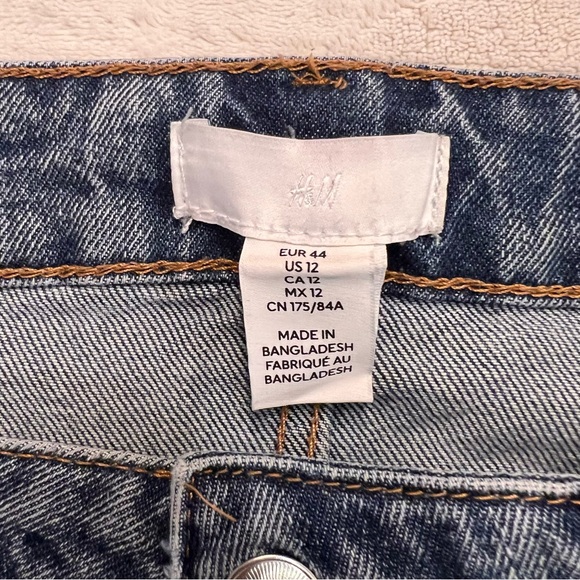 H&M
EUR 44
US 12
CA 12
MX 12
CN 175/84A
MADE IN
BANGLADESH
FABRIQUÉ AU
BANGLADESH